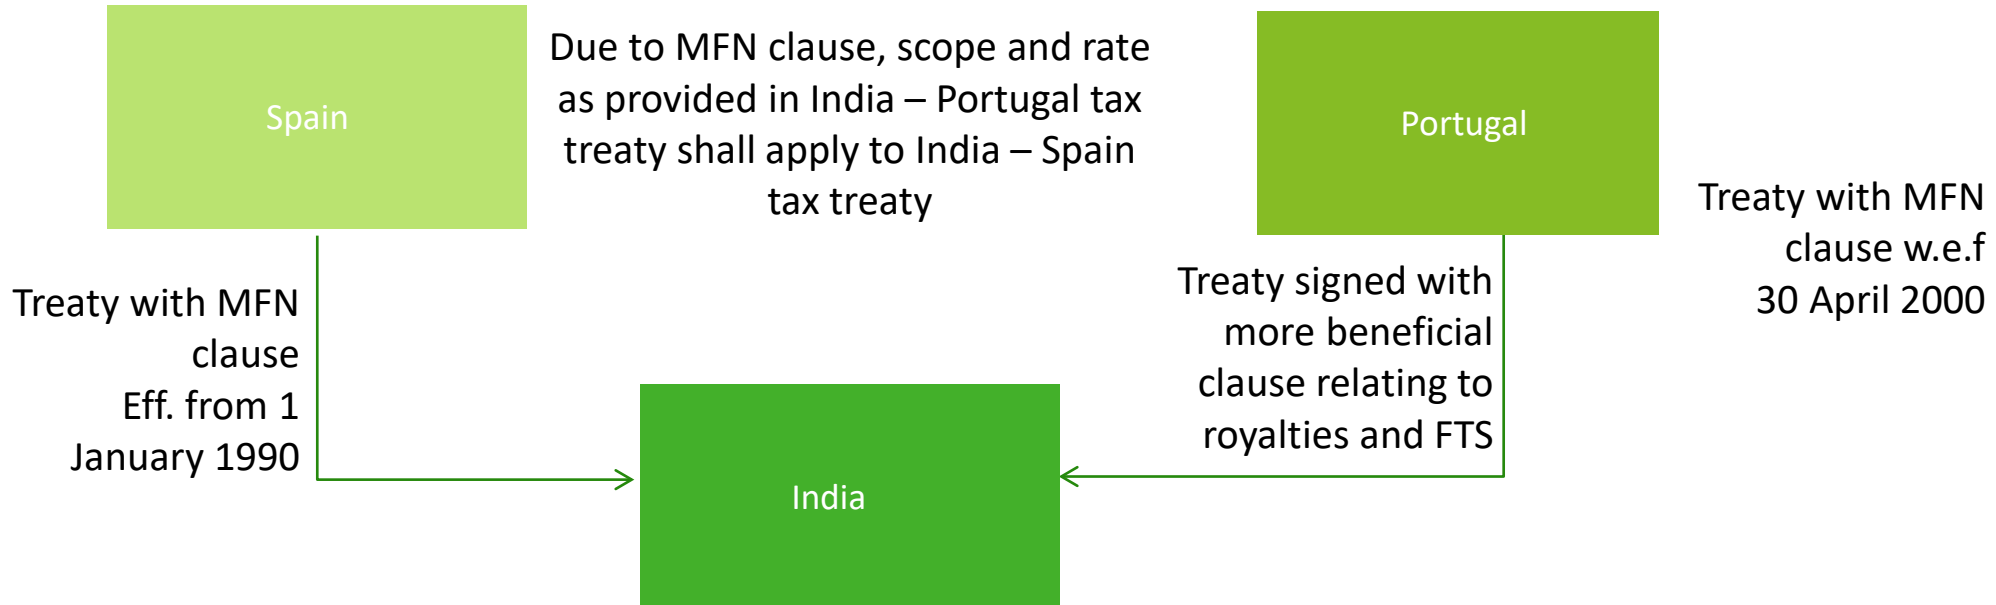 Spain
Due to MFN clause, scope and rate
as provided in India – Portugal tax
treaty shall apply to India – Spain
tax treaty
Portugal
Treaty with MFN
clause w.e.f
30 April 2000
Treaty with MFN
clause
Eff. from 1
January 1990
Treaty signed with
more beneficial
clause relating to
royalties and FTS
India